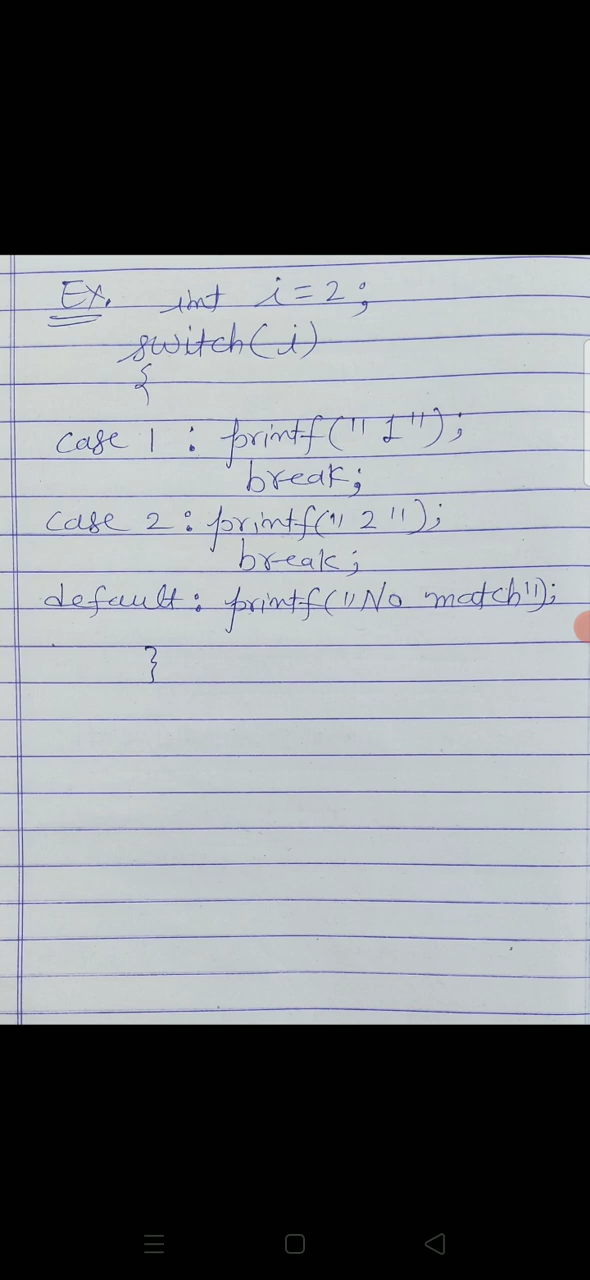 Ex. int i=2;
switch(i)
{
case 1 : printf("1");
break;
case 2 : printf("2");
break;
default : printf("No match");
}